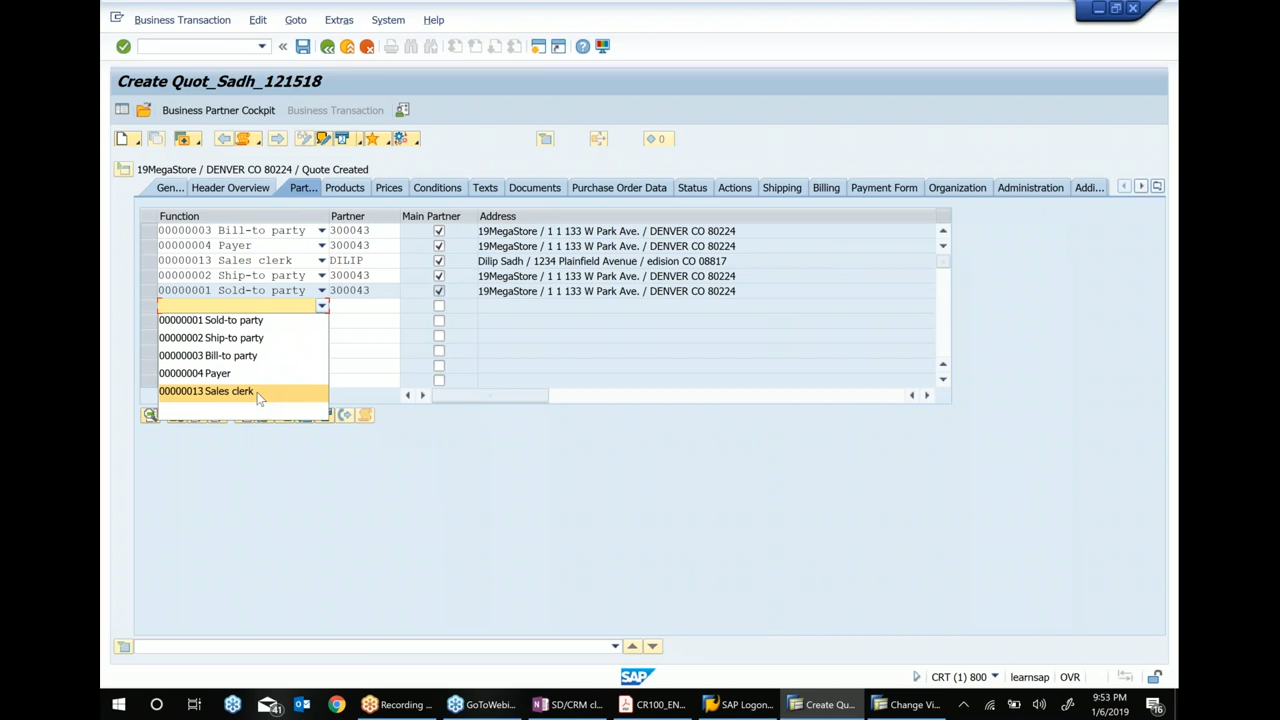 Business Transaction Edit Goto Extras System Help
Create Quot_Sadh_121518
Business Partner Cockpit Business Transaction
0
19MegaStore / DENVER CO 80224 / Quote Created
Gen... Header Overview Part... Products Prices Conditions Texts Documents Purchase Order Data Status Actions Shipping Billing Payment Form Organization Administration Addi...
Function Partner Main Partner Address
00000003 Bill-to party 300043 19MegaStore / 1 1 133 W Park Ave. / DENVER CO 80224
00000004 Payer 300043 19MegaStore / 1 1 133 W Park Ave. / DENVER CO 80224
00000013 Sales clerk DILIP Dilip Sadh / 1234 Plainfield Avenue / edision CO 08817
00000002 Ship-to party 300043 19MegaStore / 1 1 133 W Park Ave. / DENVER CO 80224
00000001 Sold-to party 300043 19MegaStore / 1 1 133 W Park Ave. / DENVER CO 80224
00000001 Sold-to party
00000002 Ship-to party
00000003 Bill-to party
00000004 Payer
00000013 Sales clerk
SAP
CRT (1) 800 learnsap OVR
41 Recording ... GoToWebi... SD/CRM cl... CR100_EN... SAP Logon... Create Qu... Change Vi... 9:53 PM
1/6/2019
16